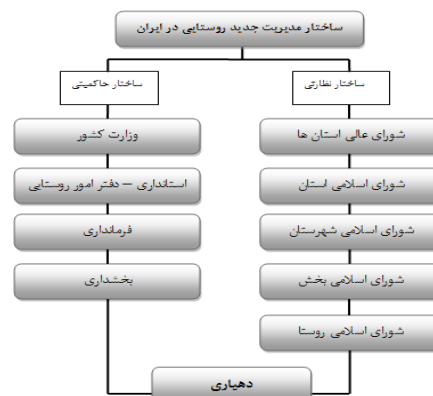 ساختار مدیریت جدید روستایی در ایران
ساختار نظارتی
ساختار حاکمیتی
شورای عالی استان ها
وزارت کشور
شورای اسلامی استان
استانداری – دفتر امور روستایی
شورای اسلامی شهرستان
فرمانداری
شورای اسلامی بخش
بخشداری
شورای اسلامی روستا
دهیاری